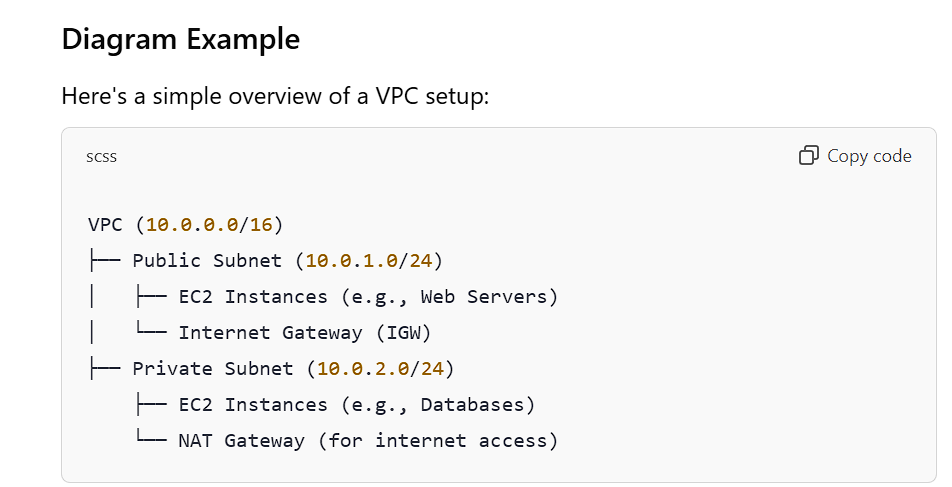 Diagram Example
Here's a simple overview of a VPC setup:
scss
Copy code
VPC (10.0.0.0/16)
├── Public Subnet (10.0.1.0/24)
│   ├── EC2 Instances (e.g., Web Servers)
│   └── Internet Gateway (IGW)
├── Private Subnet (10.0.2.0/24)
    ├── EC2 Instances (e.g., Databases)
    └── NAT Gateway (for internet access)